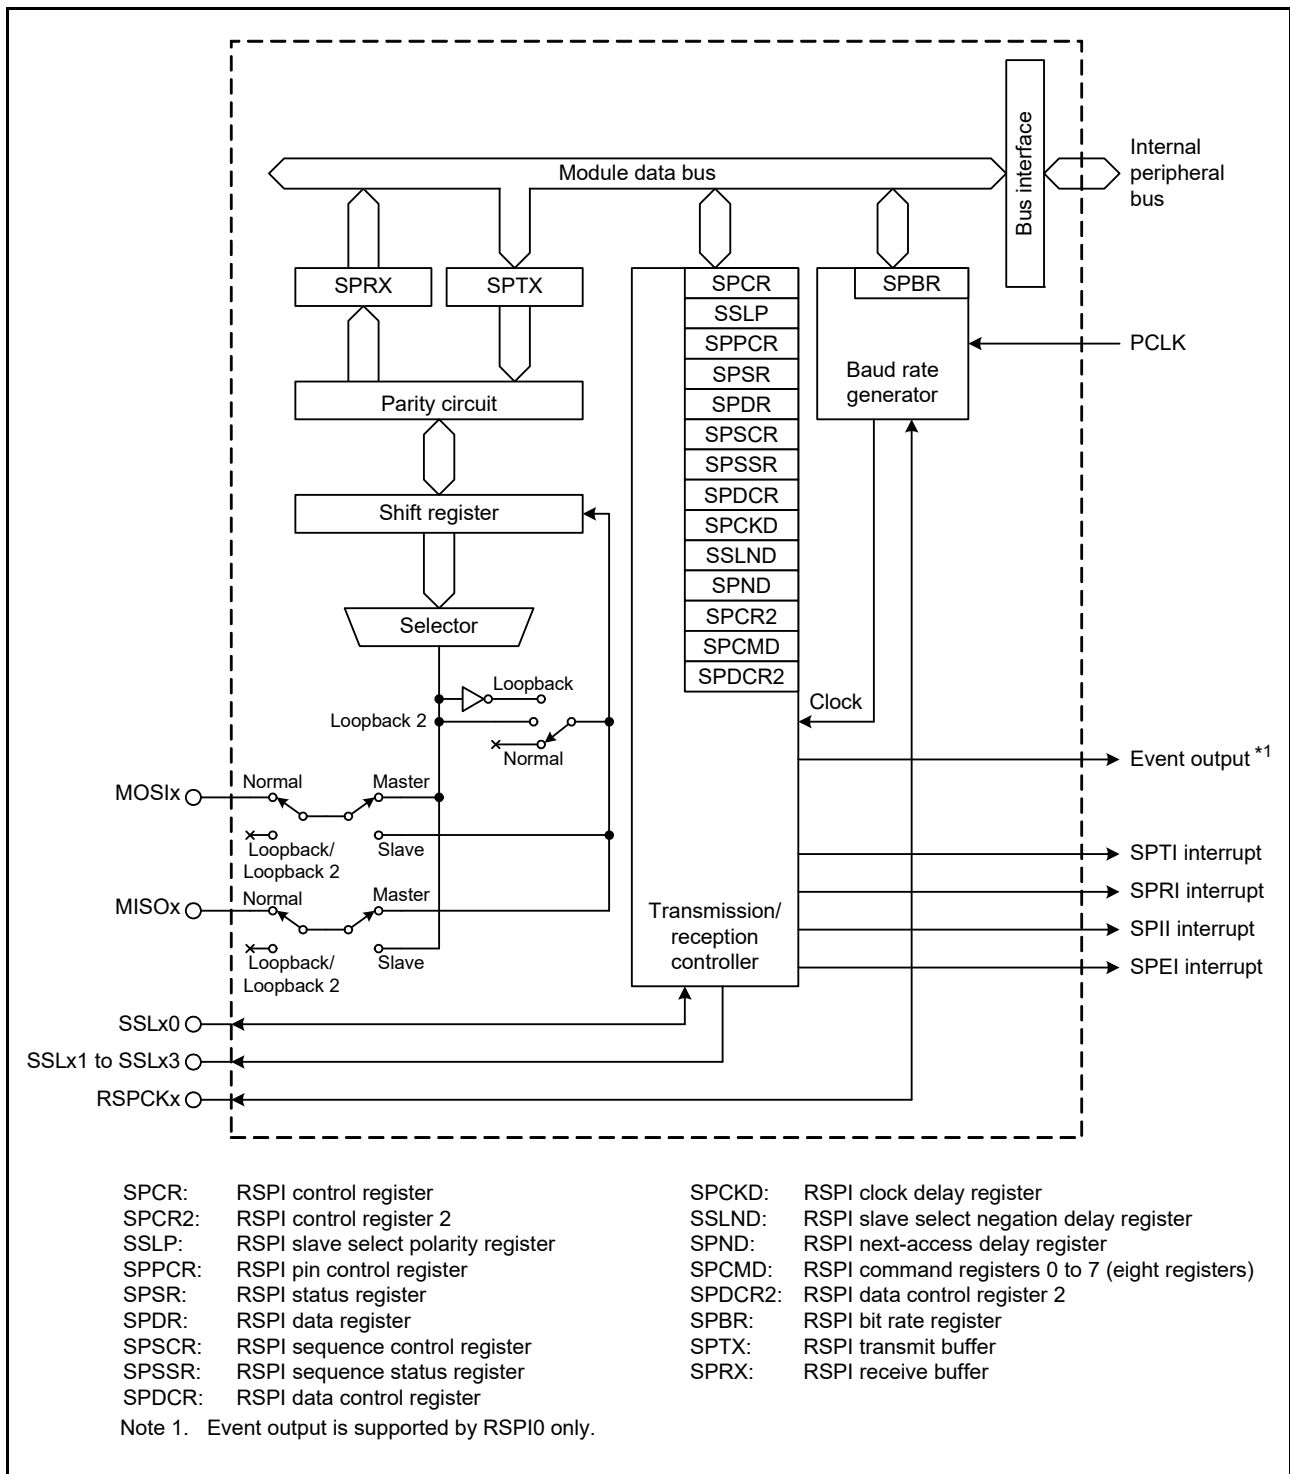 Module data bus
Bus interface
Internal
peripheral
bus
SPRX
SPTX
SPCR
SSLP
SPPCR
SPSR
SPDR
SPSCR
SPSSR
SPDCR
SPCKD
SSLND
SPND
SPCR2
SPCMD
SPDCR2
SPBR
Baud rate
generator
PCLK
Parity circuit
Shift register
Selector
Loopback
Loopback 2
Normal
Clock
Event output *1
MOSIx
Normal
Master
Loopback/
Loopback 2
Slave
SPTI interrupt
SPRI interrupt
SPII interrupt
SPEI interrupt
MISOx
Normal
Master
Loopback/
Loopback 2
Slave
Transmission/
reception
controller
SSLx0
SSLx1 to SSLx3
RSPCKx
SPCR: RSPI control register
SPCR2: RSPI control register 2
SSLP: RSPI slave select polarity register
SPPCR: RSPI pin control register
SPSR: RSPI status register
SPDR: RSPI data register
SPSCR: RSPI sequence control register
SPSSR: RSPI sequence status register
SPDCR: RSPI data control register
SPCKD: RSPI clock delay register
SSLND: RSPI slave select negation delay register
SPND: RSPI next-access delay register
SPCMD: RSPI command registers 0 to 7 (eight registers)
SPDCR2: RSPI data control register 2
SPBR: RSPI bit rate register
SPTX: RSPI transmit buffer
SPRX: RSPI receive buffer
Note 1. Event output is supported by RSPI0 only.